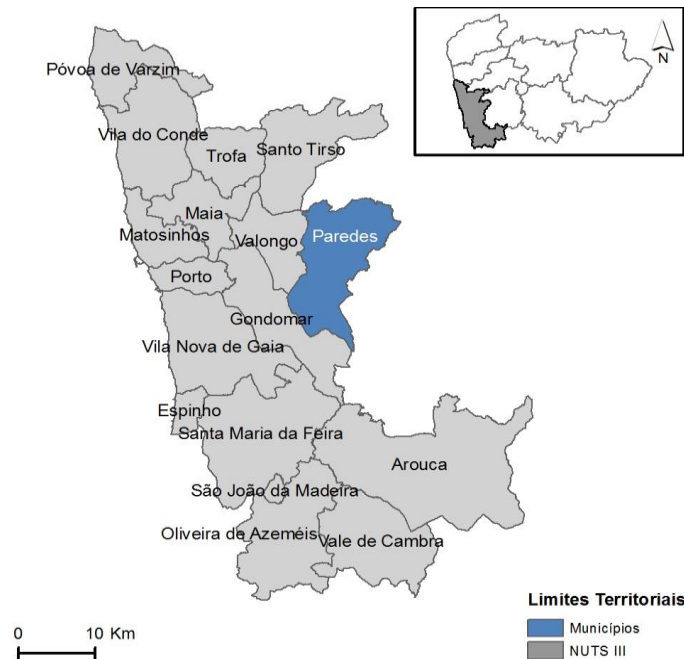 N
Póvoa de Varzim
Vila do Conde
Trofa
Santo Tirso
Maia
Matosinhos
Valongo
Paredes
Porto
Gondomar
Vila Nova de Gaia
Espinho
Santa Maria da Feira
Arouca
São João da Madeira
Oliveira de Azeméis
Vale de Cambra
Limites Territoriais
Municípios
NUTS III
0 10 Km